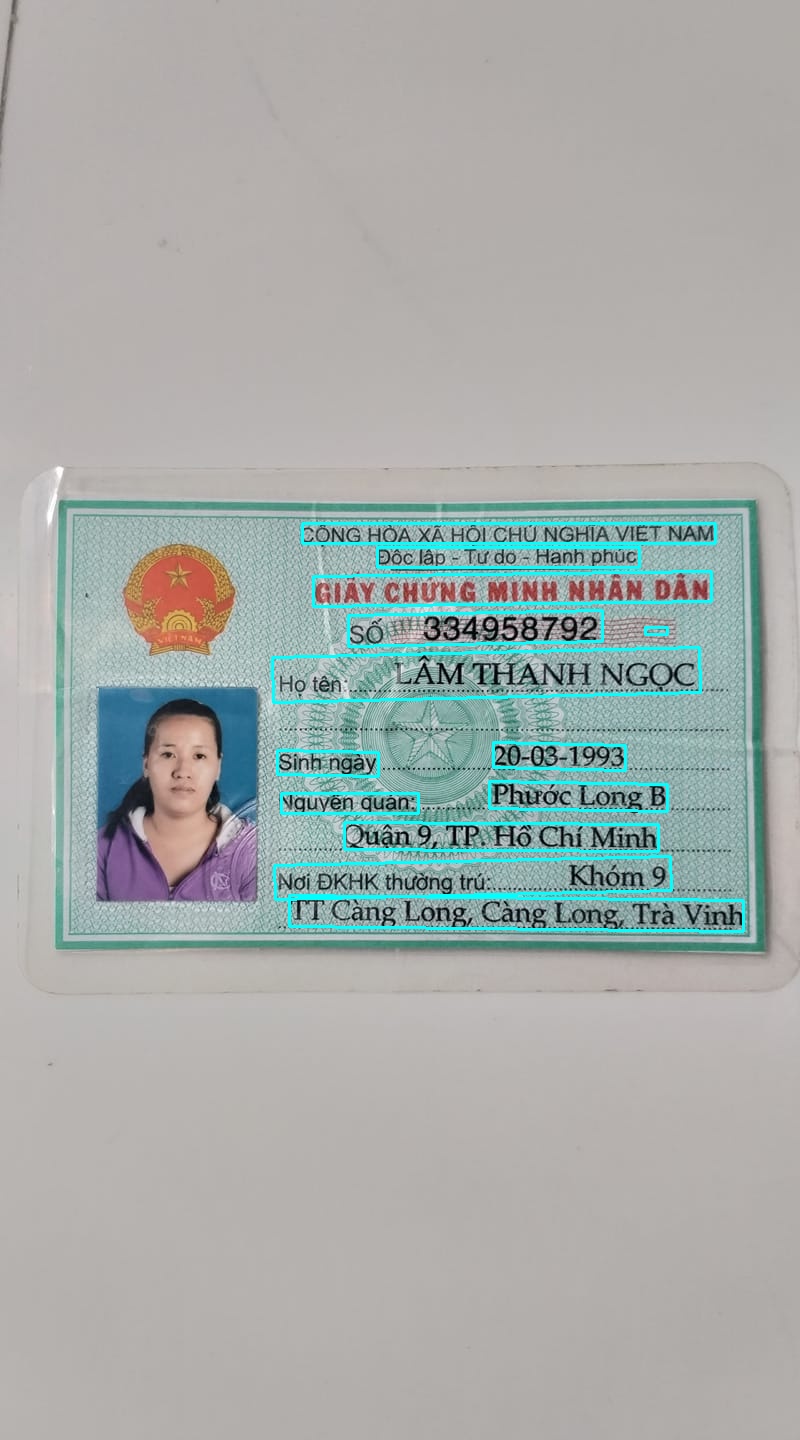 CỘNG HÒA XÃ HỘI CHỦ NGHĨA VIỆT NAM
Độc lập - Tự do - Hạnh phúc
GIẤY CHỨNG MINH NHÂN DÂN
SỐ 334958792
Họ tên: LÂM THANH NGỌC
Sinh ngày 20-03-1993
Nguyên quán: Phước Long B
Quận 9, TP. Hồ Chí Minh
Nơi ĐKHK thường trú: Khóm 9
TT Càng Long, Càng Long, Trà Vinh
VIỆT NAM